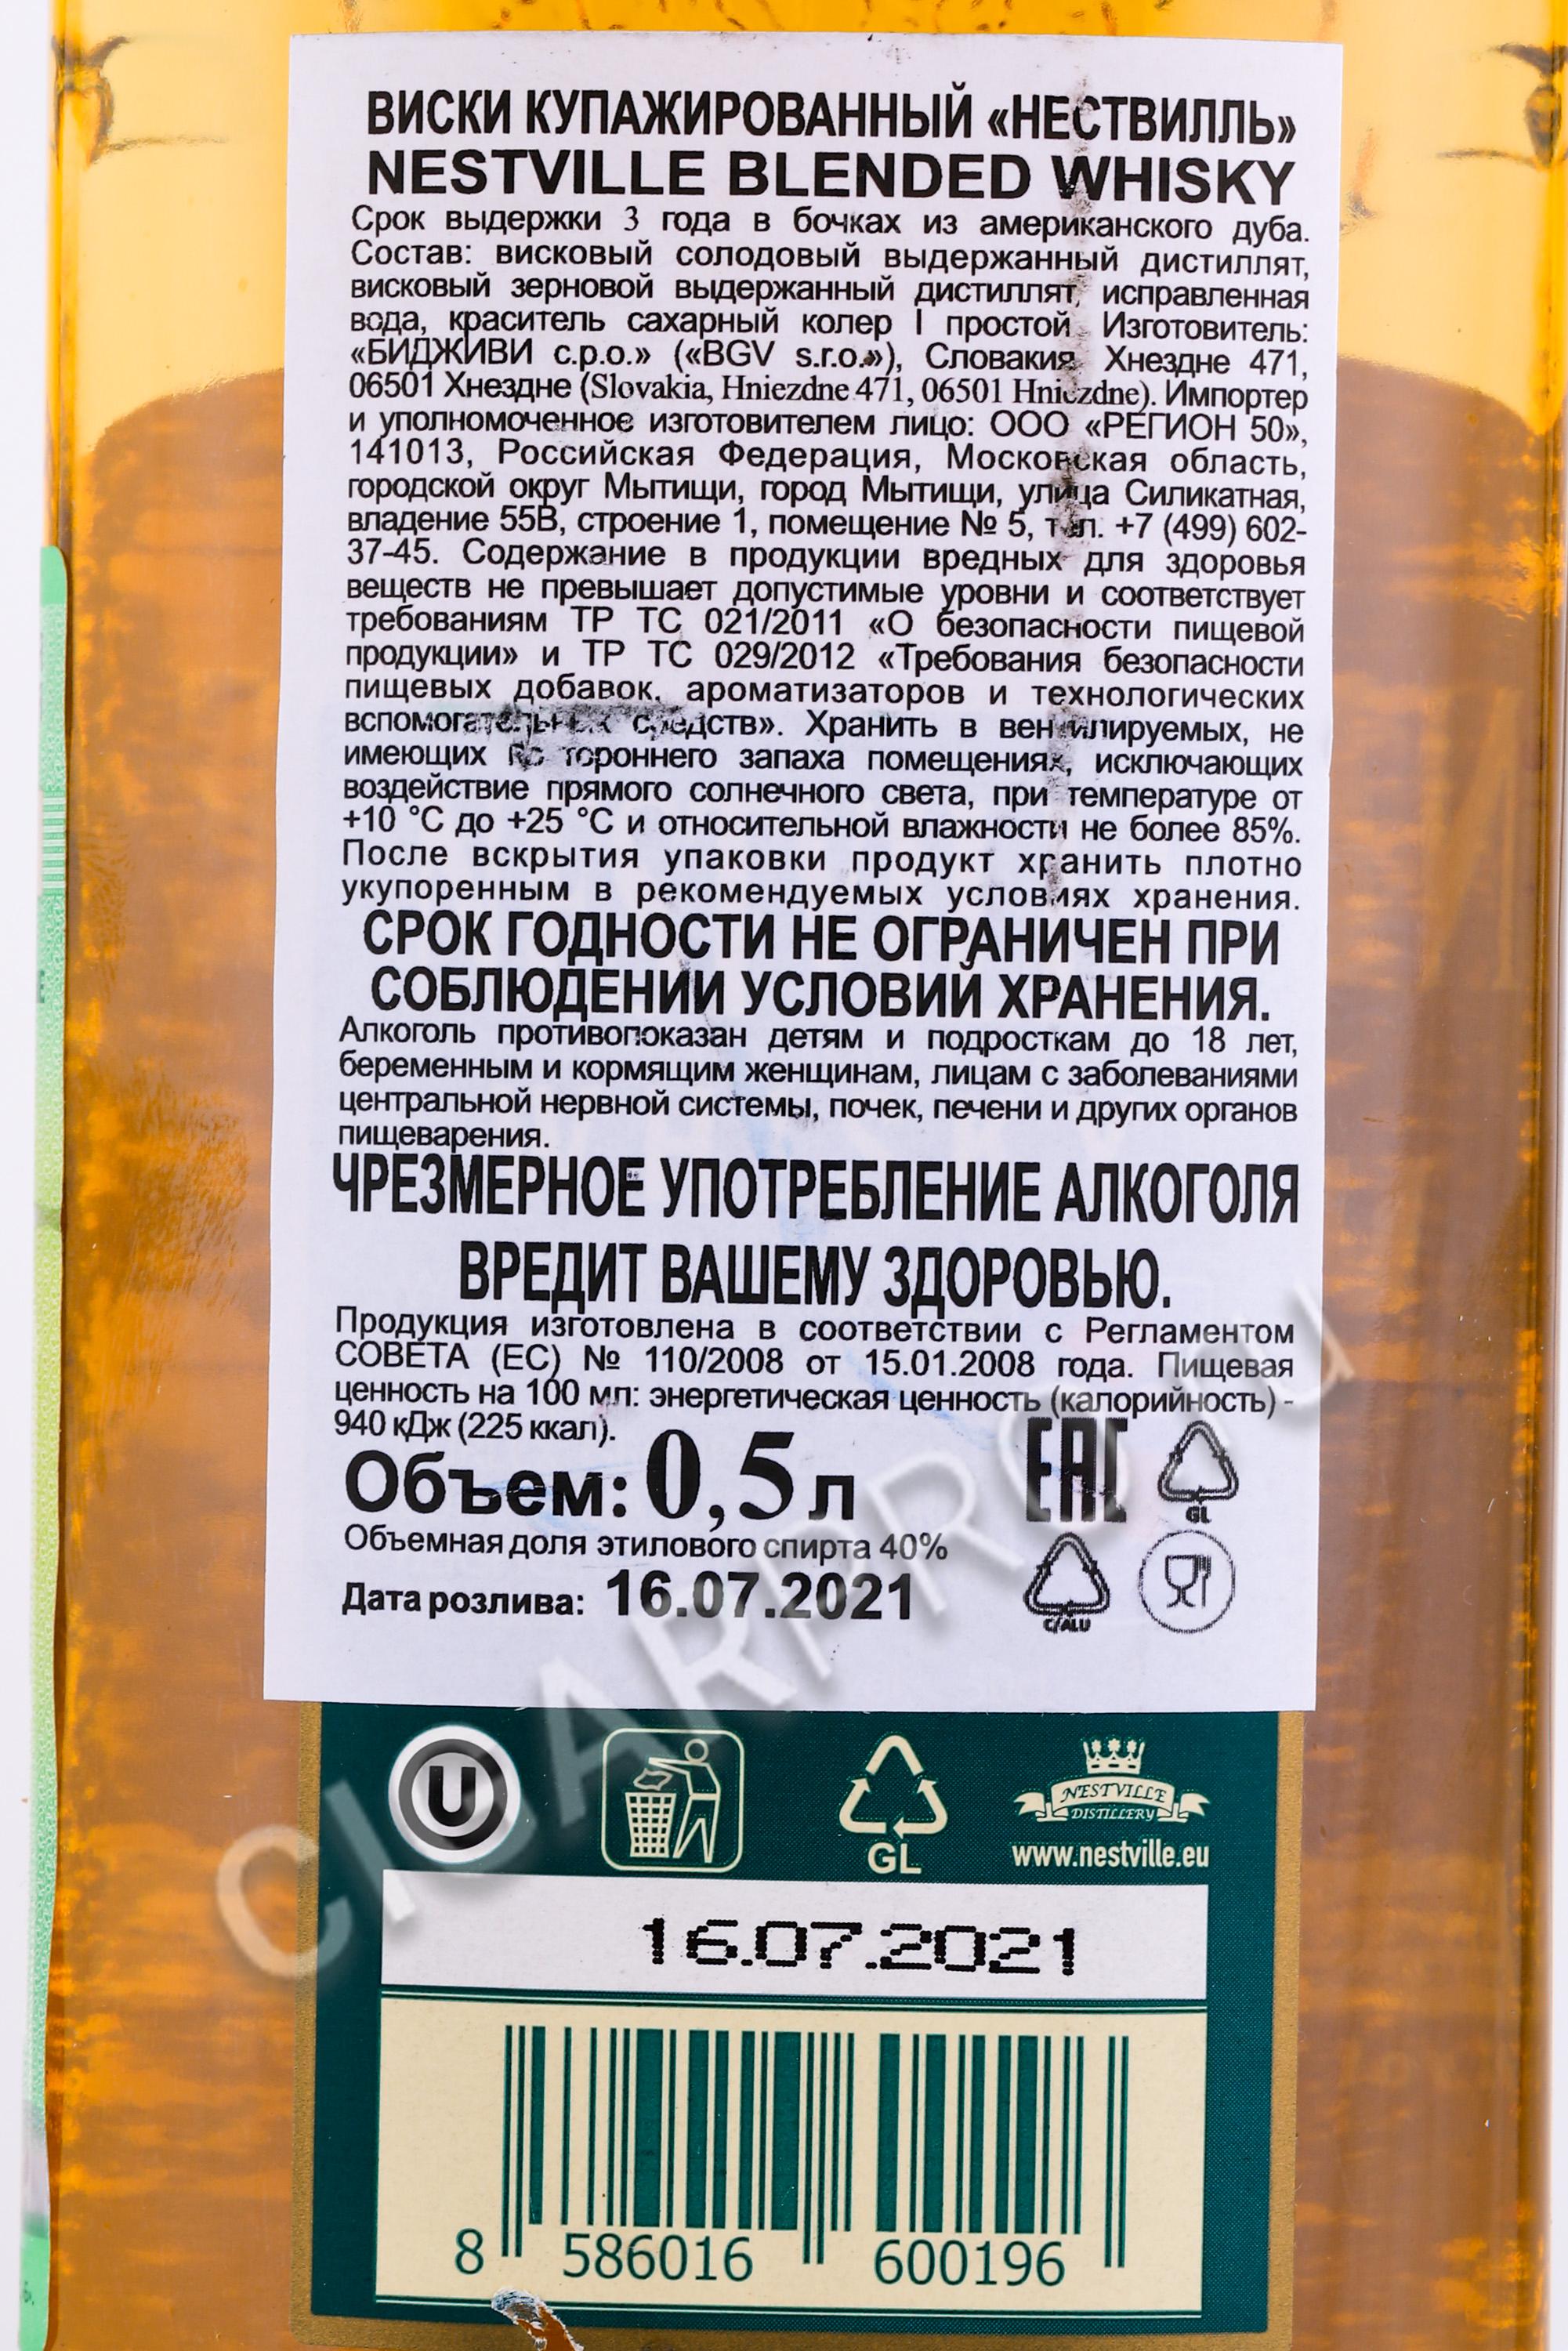 ВИСКИ КУПАЖИРОВАННЫЙ «НЕСТВИЛЛЬ»
NESTVILLE BLENDED WHISKY
Срок выдержки 3 года в бочках из американского дуба.
Состав: висковый солодовый выдержанный дистиллят,
висковый зерновой выдержанный дистиллят, исправленная
вода, краситель сахарный колер I простой Изготовитель:
«БИДЖИВИ с.р.о.» («BGV s.r.o.»), Словакия Хнездне 471,
06501 Хнездне (Slovakia, Hniezdne 471, 06501 Hniezdne). Импортер
и уполномоченное изготовителем лицо: ООО «РЕГИОН 50»,
141013, Российская Федерация, Московская область,
городской округ Мытищи, город Мытищи, улица Силикатная,
владение 55В, строение 1, помещение № 5, тел. +7 (499) 602-
37-45. Содержание в продукции вредных для здоровья
веществ не превышает допустимые уровни и соответствует
требованиям ТР ТС 021/2011 «О безопасности пищевой
продукции» и ТР ТС 029/2012 «Требования безопасности
пищевых добавок, ароматизаторов и технологических
вспомогательных средств». Хранить в вентилируемых, не
имеющих постороннего запаха помещениях, исключающих
воздействие прямого солнечного света, при температуре от
+10 °С до +25 °С и относительной влажности не более 85%.
После вскрытия упаковки продукт хранить плотно
укупоренным в рекомендуемых условиях хранения.
СРОК ГОДНОСТИ НЕ ОГРАНИЧЕН ПРИ
СОБЛЮДЕНИИ УСЛОВИЙ ХРАНЕНИЯ.
Алкоголь противопоказан детям и подросткам до 18 лет,
беременным и кормящим женщинам, лицам с заболеваниями
центральной нервной системы, почек, печени и других органов
пищеварения.
ЧРЕЗМЕРНОЕ УПОТРЕБЛЕНИЕ АЛКОГОЛЯ
ВРЕДИТ ВАШЕМУ ЗДОРОВЬЮ.
Продукция изготовлена в соответствии с Регламентом
СОВЕТА (ЕС) № 110/2008 от 15.01.2008 года. Пищевая
ценность на 100 мл: энергетическая ценность (калорийность) -
940 кДж (225 ккал).
Объем: 0,5 л
EAC
GL
Объемная доля этилового спирта 40%
Дата розлива: 16.07.2021
C/ALU
U
GL
NESTVILLE
DISTILLERY
www.nestville.eu
16.07.2021
8 586016 600196
CIGARPRO.ru